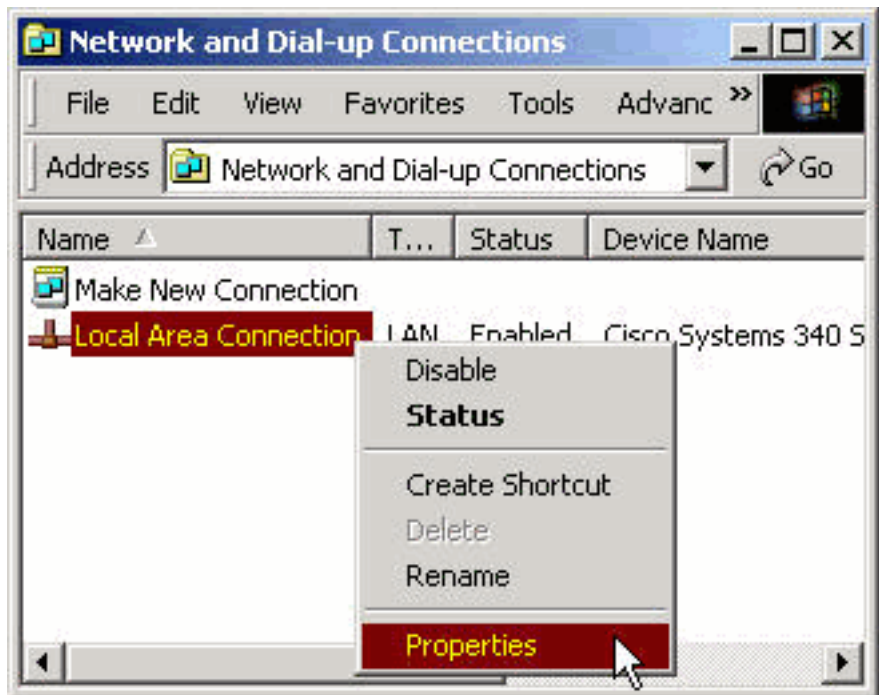 Network and Dial-up Connections
File Edit View Favorites Tools Advanc »
Address Network and Dial-up Connections Go
Name T... Status Device Name
Make New Connection
Local Area Connection LAN Enabled Cisco Systems 340 S
Disable
Status
Create Shortcut
Delete
Rename
Properties